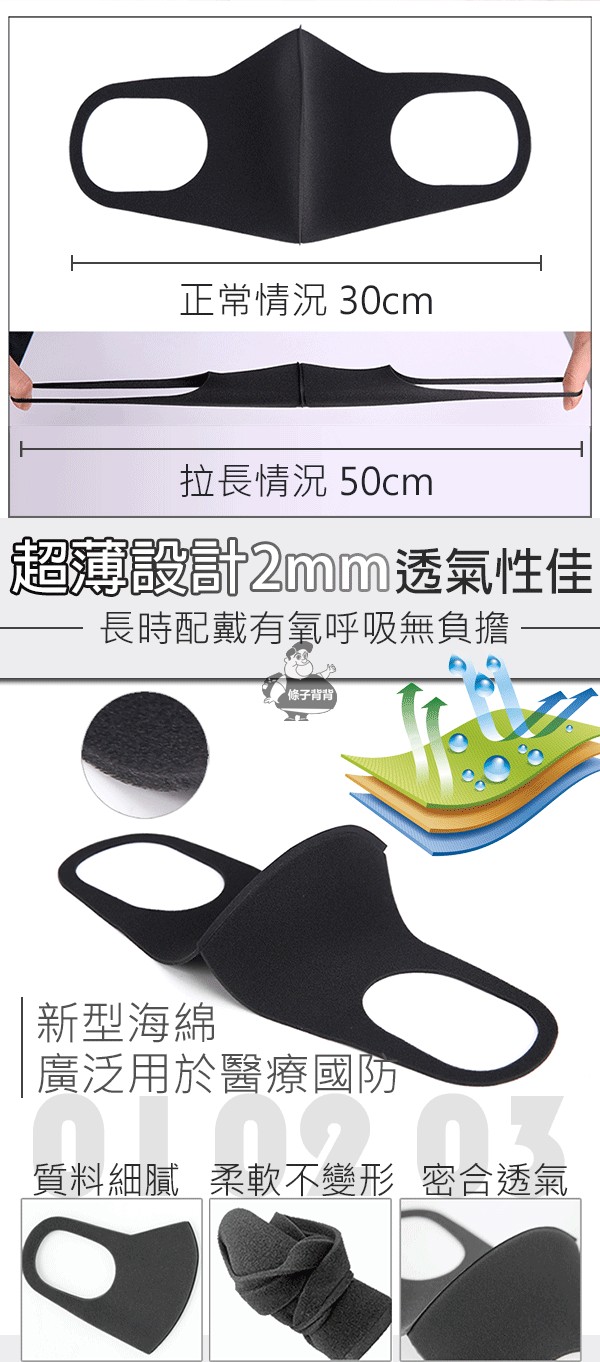 正常情況 30cm
拉長情況 50cm
超薄設計2mm透氣性佳
長時配戴有氧呼吸無負擔
條子背背
新型海綿
廣泛用於醫療國防
01 02 03
質料細膩 柔軟不變形 密合透氣